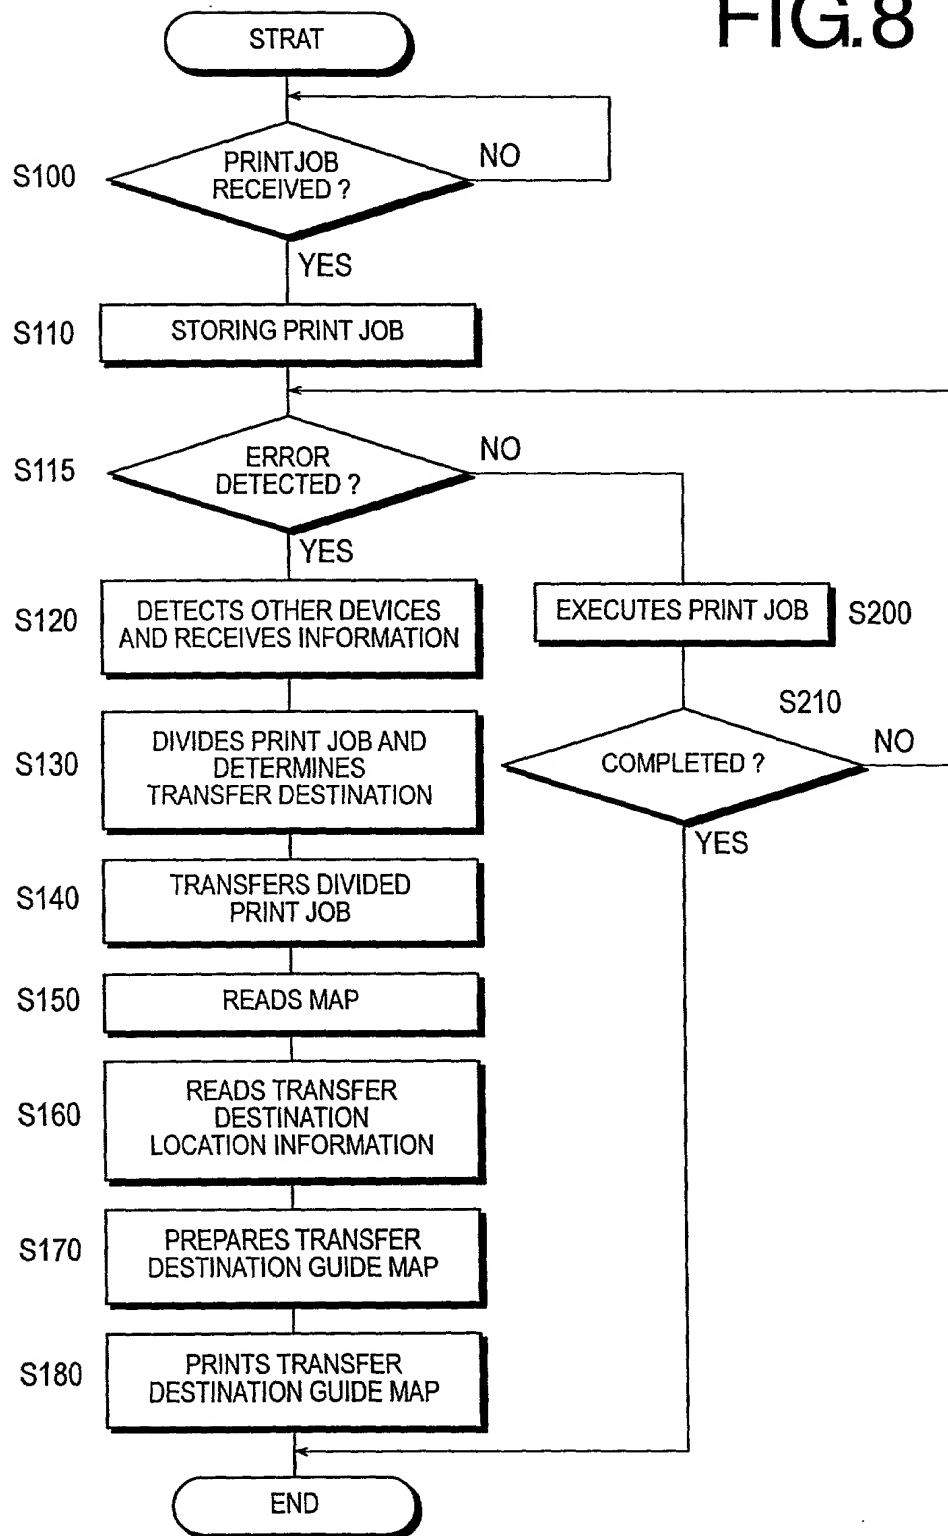 FIG.8
STRAT
S100
PRINT JOB
RECEIVED ?
NO
YES
S110
STORING PRINT JOB
S115
ERROR
DETECTED ?
NO
YES
S120
DETECTS OTHER DEVICES
AND RECEIVES INFORMATION
EXECUTES PRINT JOB
S200
S130
DIVIDES PRINT JOB AND
DETERMINES
TRANSFER DESTINATION
S210
COMPLETED ?
NO
YES
S140
TRANSFERS DIVIDED
PRINT JOB
S150
READS MAP
S160
READS TRANSFER
DESTINATION
LOCATION INFORMATION
S170
PREPARES TRANSFER
DESTINATION GUIDE MAP
S180
PRINTS TRANSFER
DESTINATION GUIDE MAP
END